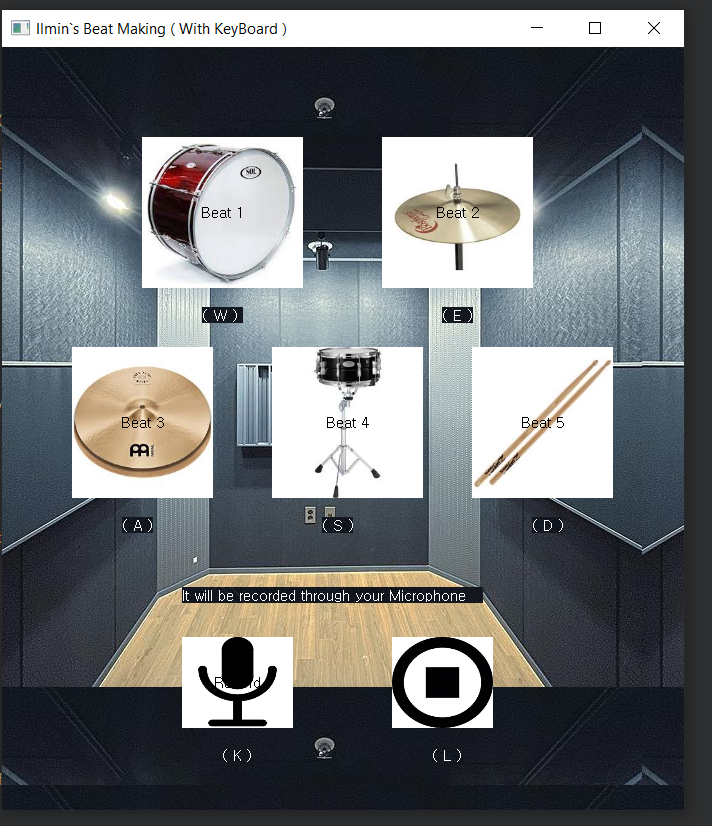 Ilmin`s Beat Making ( With KeyBoard )
SOL
Beat 1
Beat 2
( W )
( E )
Beat 3
Beat 4
Beat 5
( A )
( S )
( D )
It will be recorded through your Microphone
( K )
( L )